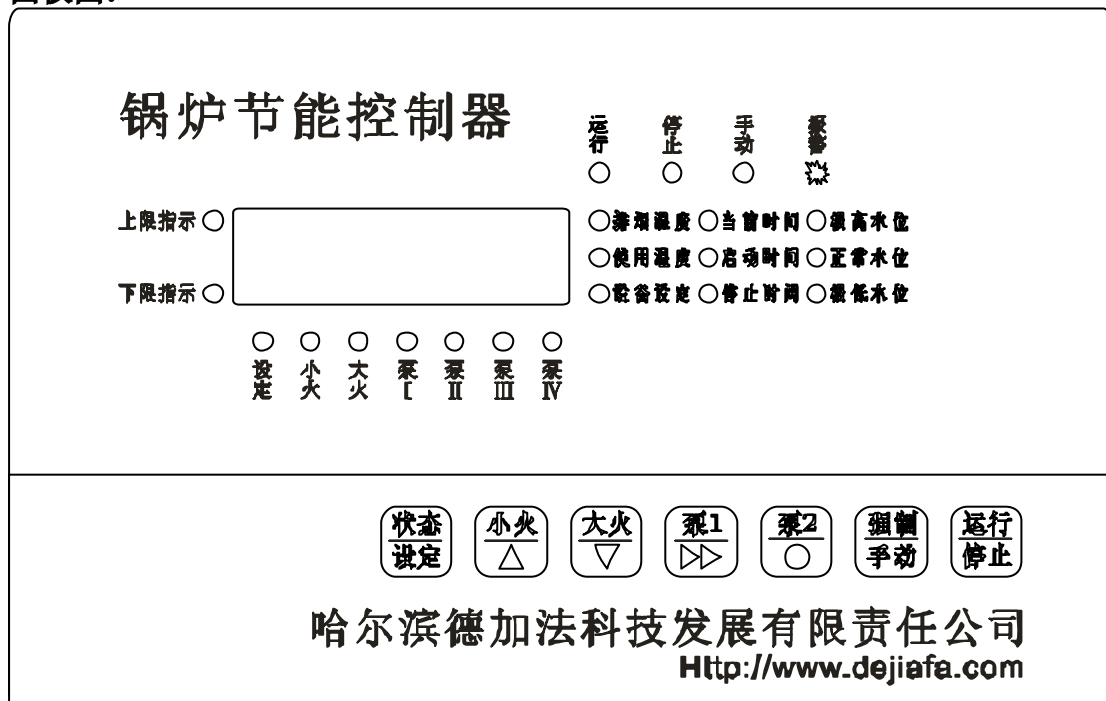 锅炉节能控制器
运行 停止 手动 报警
上限指示 排烟温度 当前时间 极高水位
使用温度 启动时间 正常水位
下限指示 设备设定 停止时间 极低水位
设定 小火 大火 泵I 泵II 泵III 泵IV
状态 小火 大火 泵1 泵2 强制 运行
设定 手动 停止
哈尔滨德加法科技发展有限责任公司
Http://www.dejiafa.com